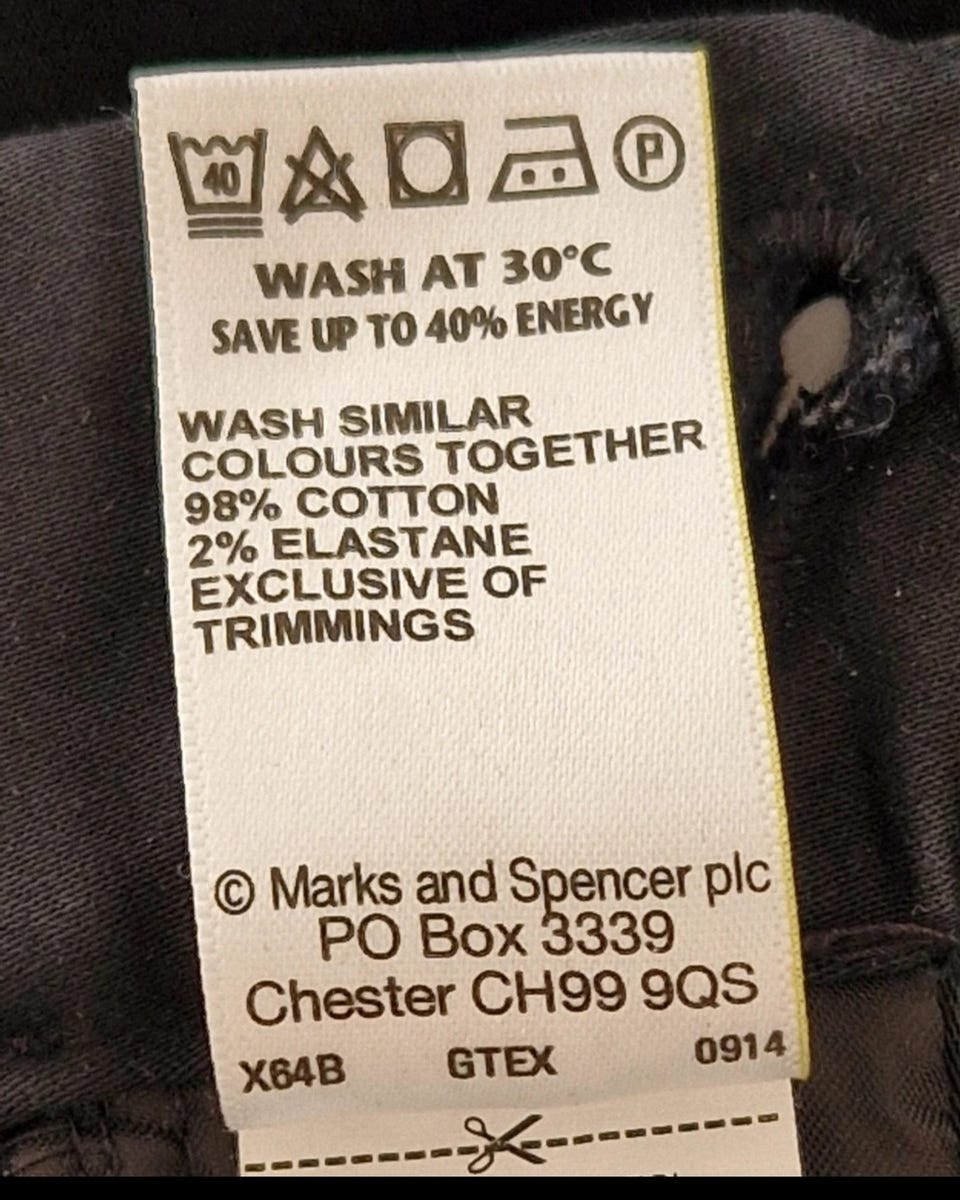 40 P
WASH AT 30°C
SAVE UP TO 40% ENERGY
WASH SIMILAR
COLOURS TOGETHER
98% COTTON
2% ELASTANE
EXCLUSIVE OF
TRIMMINGS
© Marks and Spencer plc
PO Box 3339
Chester CH99 9QS
X64B GTEX 0914